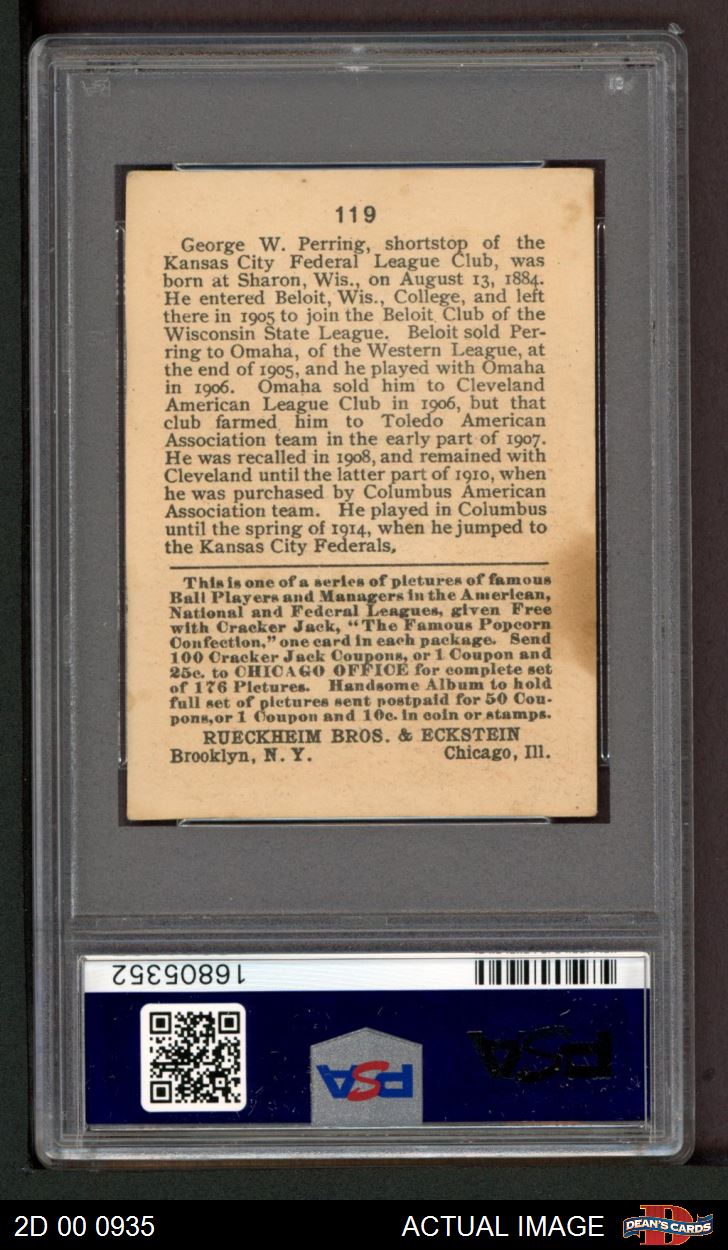 119
George W. Perring, shortstop of the
Kansas City Federal League Club, was
born at Sharon, Wis., on August 13, 1884.
He entered Beloit, Wis., College, and left
there in 1905 to join the Beloit Club of the
Wisconsin State League. Beloit sold Per-
ring to Omaha, of the Western League, at
the end of 1905, and he played with Omaha
in 1906. Omaha sold him to Cleveland
American League Club in 1906, but that
club farmed him to Toledo American
Association team in the early part of 1907.
He was recalled in 1908, and remained with
Cleveland until the latter part of 1910, when
he was purchased by Columbus American
Association team. He played in Columbus
until the spring of 1914, when he jumped to
the Kansas City Federals.
This is one of a series of pictures of famous
Ball Players and Managers in the American,
National and Federal Leagues, given Free
with Cracker Jack, "The Famous Popcorn
Confection," one card in each package. Send
100 Cracker Jack Coupons, or 1 Coupon and
25c. to CHICAGO OFFICE for complete set
of 176 Pictures. Handsome Album to hold
full set of pictures sent postpaid for 50 Cou-
pons, or 1 Coupon and 10c. in coin or stamps.
RUECKHEIM BROS. & ECKSTEIN
Brooklyn, N. Y. Chicago, Ill.
16805352
PSA PSA
2D 00 0935 ACTUAL IMAGE DEAN'S CARDS